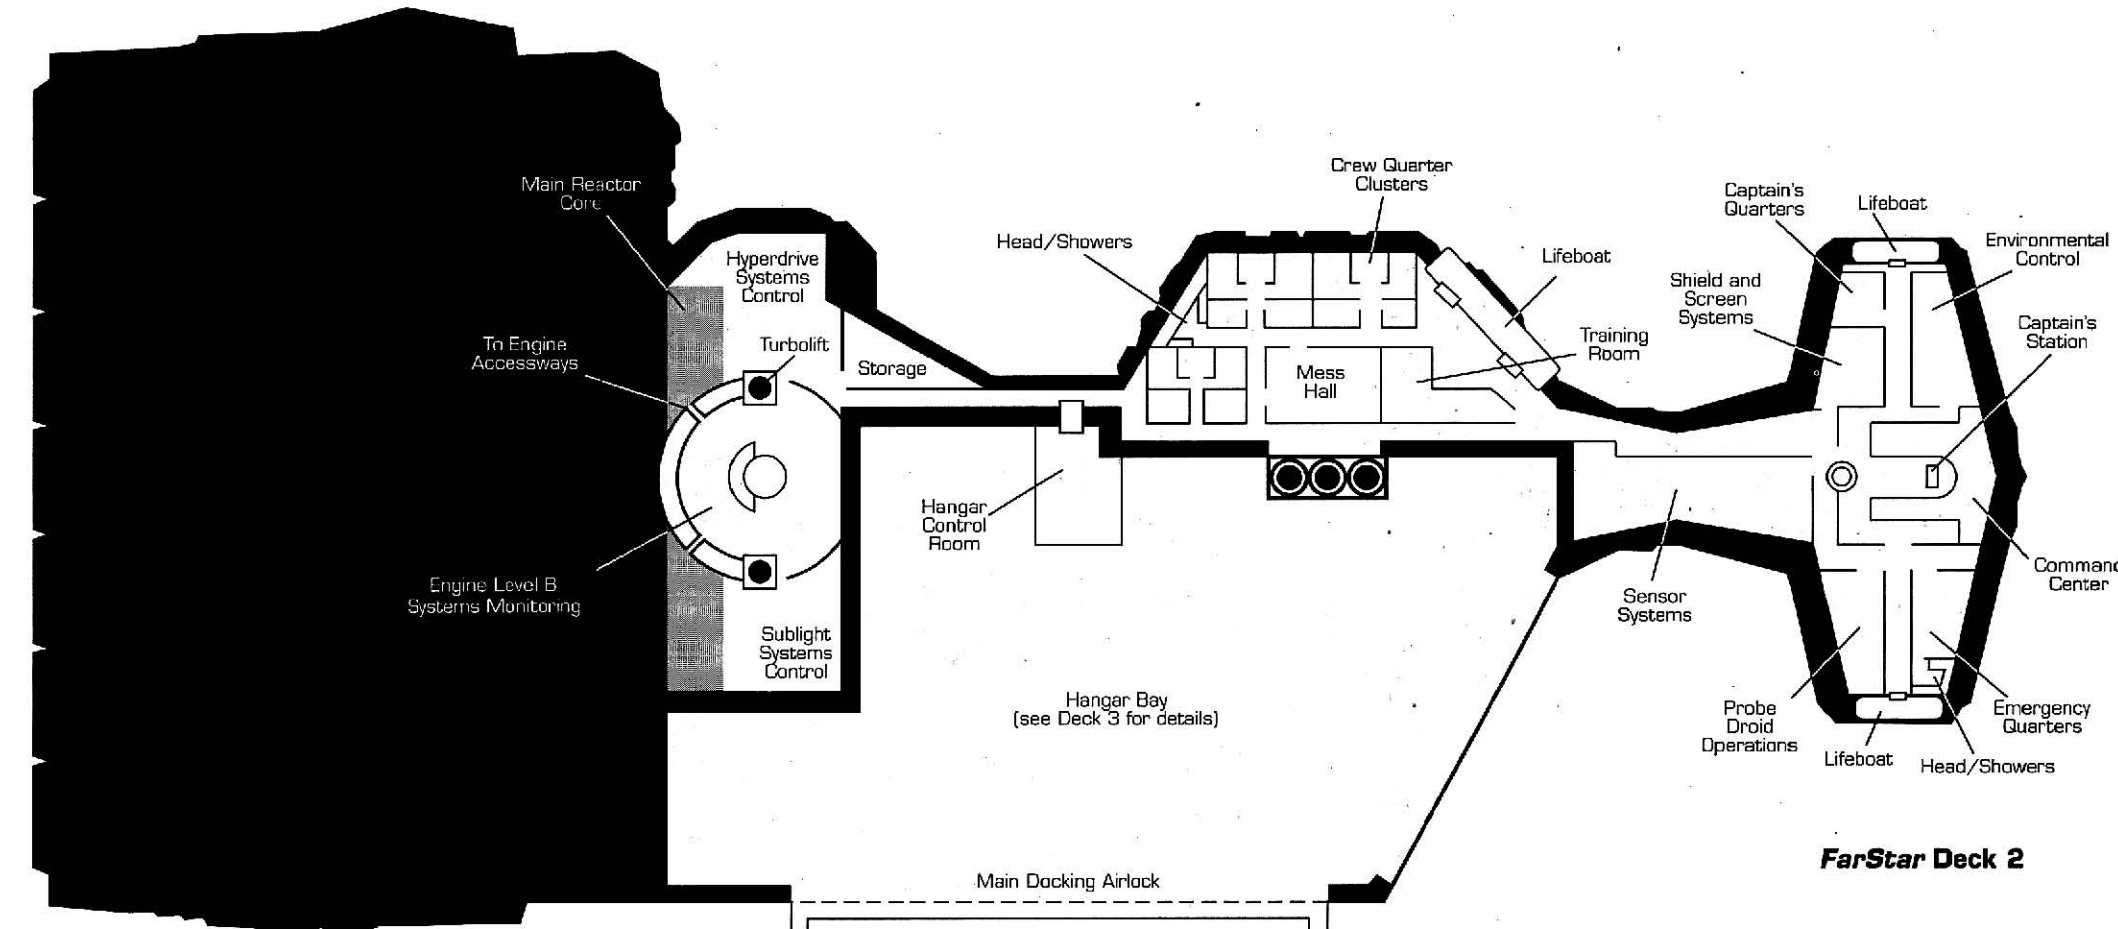 Main Reactor
Core
Hyperdrive
Systems
Control
To Engine
Accessways
Turbolift
Storage
Engine Level B
Systems Monitoring
Sublight
Systems
Control
Head/Showers
Crew Quarter
Clusters
Lifeboat
Training
Room
Mess
Hall
Hangar
Control
Room
Hangar Bay
(see Deck 3 for details)
Main Docking Airlock
Sensor
Systems
Captain's
Quarters
Lifeboat
Environmental
Control
Shield and
Screen
Systems
Captain's
Station
Command
Center
Probe
Droid
Operations
Lifeboat
Emergency
Quarters
Head/Showers
FarStar Deck 2